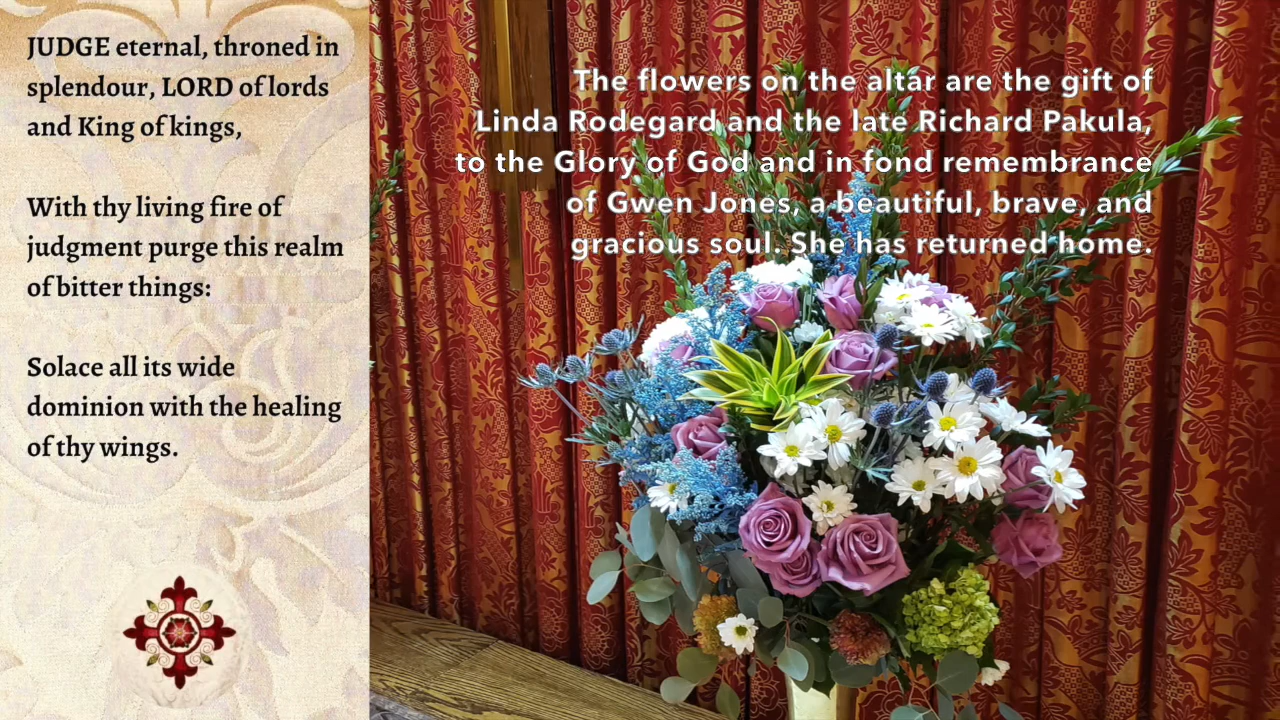 JUDGE eternal, throned in
splendour, LORD of lords
and King of kings,
With thy living fire of
judgment purge this realm
of bitter things:
Solace all its wide
dominion with the healing
of thy wings.
The flowers on the altar are the gift of
Linda Rodegard and the late Richard Pakula,
to the Glory of God and in fond remembrance
of Gwen Jones, a beautiful, brave, and
gracious soul. She has returned home.